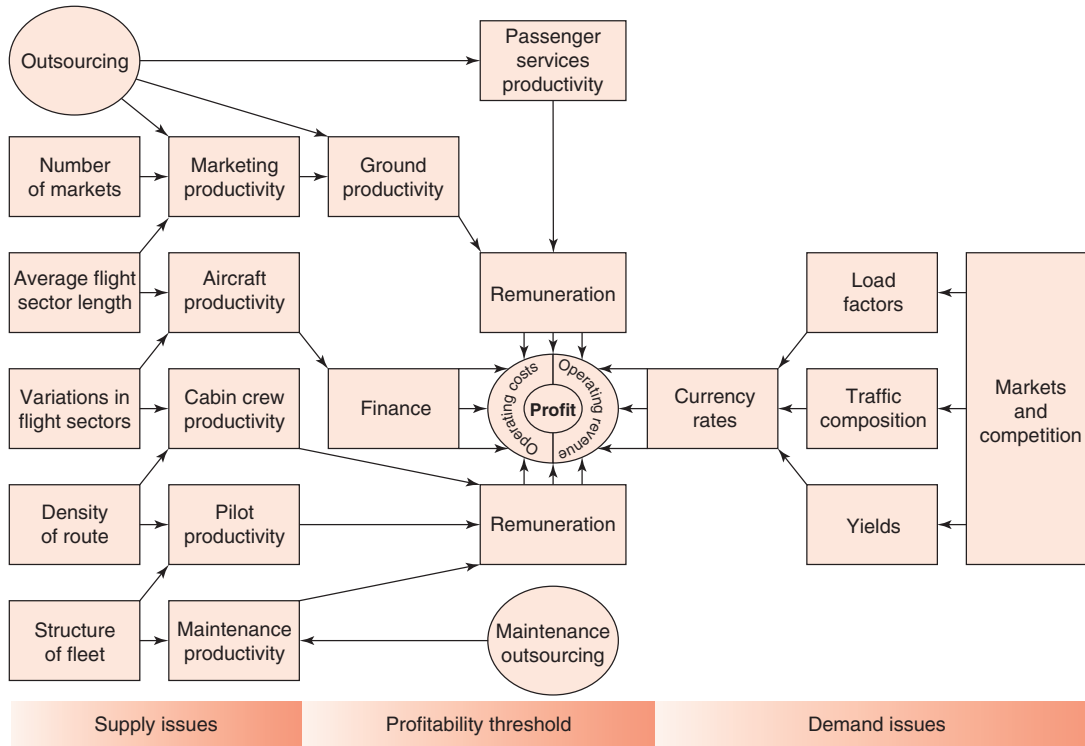 Outsourcing
Passenger
services
productivity
Number
of markets
Marketing
productivity
Ground
productivity
Average flight
sector length
Aircraft
productivity
Remuneration
Load
factors
Markets
and
competition
Variations in
flight sectors
Cabin crew
productivity
Finance
Operating costs
Profit
Operating revenue
Currency
rates
Traffic
composition
Density
of route
Pilot
productivity
Remuneration
Yields
Structure
of fleet
Maintenance
productivity
Maintenance
outsourcing
Supply issues
Profitability threshold
Demand issues